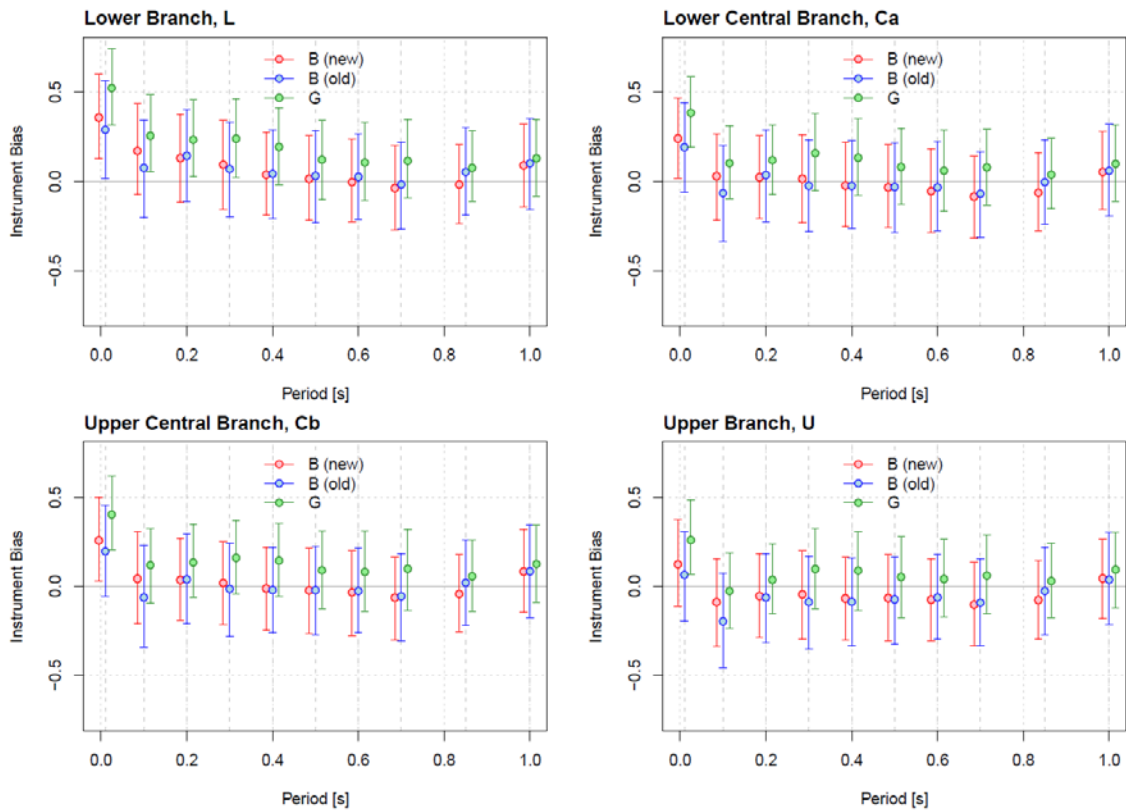 Lower Branch, L
B (new)
B (old)
G
Instrument Bias
0.5
0.0
−0.5
0.0 0.2 0.4 0.6 0.8 1.0
Period [s]
Lower Central Branch, Ca
B (new)
B (old)
G
Instrument Bias
0.5
0.0
−0.5
0.0 0.2 0.4 0.6 0.8 1.0
Period [s]
Upper Central Branch, Cb
B (new)
B (old)
G
Instrument Bias
0.5
0.0
−0.5
0.0 0.2 0.4 0.6 0.8 1.0
Period [s]
Upper Branch, U
B (new)
B (old)
G
Instrument Bias
0.5
0.0
−0.5
0.0 0.2 0.4 0.6 0.8 1.0
Period [s]